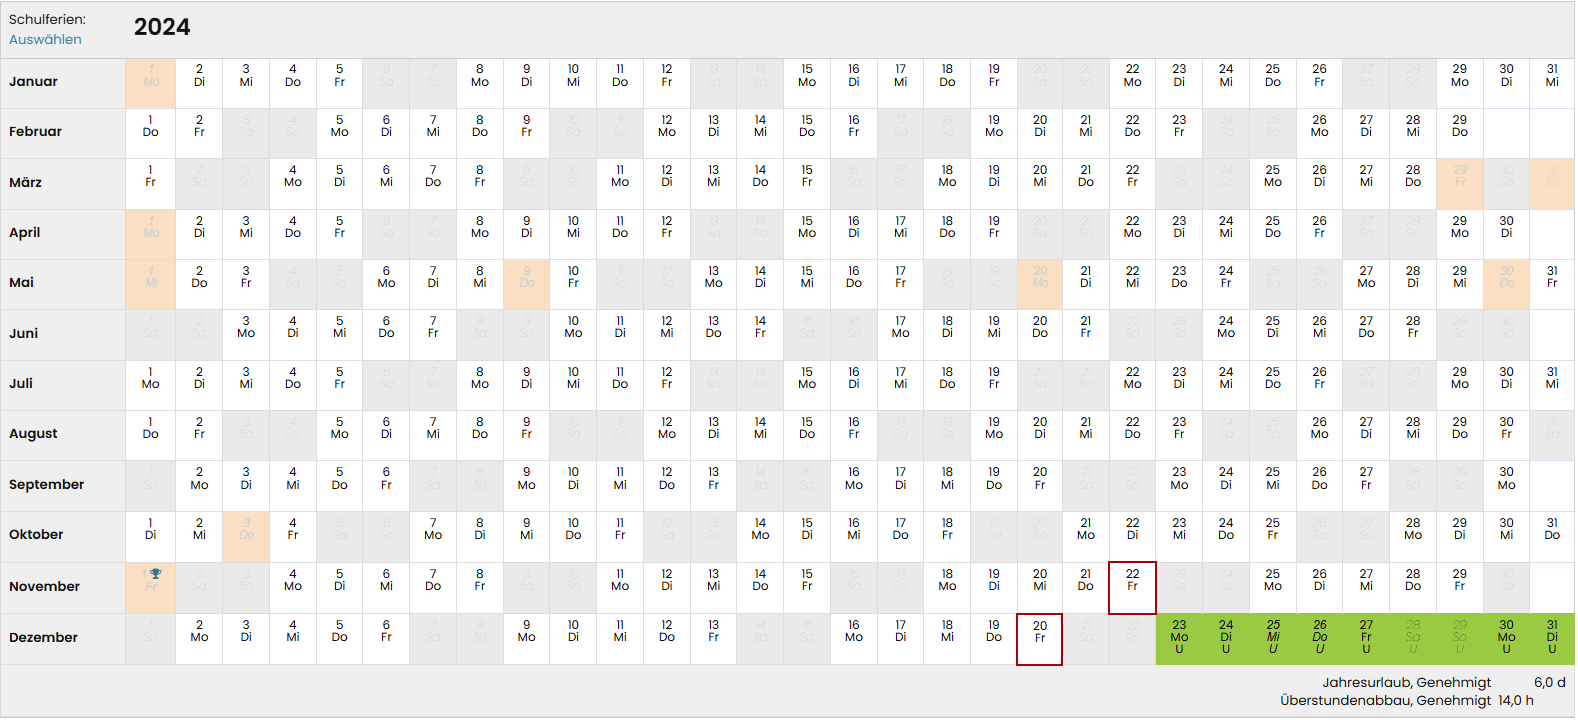 Schulferien:
Auswählen
2024
Januar
1 2 3 4 5 6 7 8 9 10 11 12 13 14 15 16 17 18 19 20 21 22 23 24 25 26 27 28 29 30 31
Mo Di Mi Do Fr Sa So Mo Di Mi Do Fr Sa So Mo Di Mi Do Fr Sa So Mo Di Mi Do Fr Sa So Mo Di Mi
Februar
1 2 3 4 5 6 7 8 9 10 11 12 13 14 15 16 17 18 19 20 21 22 23 24 25 26 27 28 29
Do Fr Sa So Mo Di Mi Do Fr Sa So Mo Di Mi Do Fr Sa So Mo Di Mi Do Fr Sa So Mo Di Mi Do
März
1 2 3 4 5 6 7 8 9 10 11 12 13 14 15 16 17 18 19 20 21 22 23 24 25 26 27 28 29 30 31
Fr Sa So Mo Di Mi Do Fr Sa So Mo Di Mi Do Fr Sa So Mo Di Mi Do Fr Sa So Mo Di Mi Do Fr Sa So
April
1 2 3 4 5 6 7 8 9 10 11 12 13 14 15 16 17 18 19 20 21 22 23 24 25 26 27 28 29 30
Mo Di Mi Do Fr Sa So Mo Di Mi Do Fr Sa So Mo Di Mi Do Fr Sa So Mo Di Mi Do Fr Sa So Mo Di
Mai
1 2 3 4 5 6 7 8 9 10 11 12 13 14 15 16 17 18 19 20 21 22 23 24 25 26 27 28 29 30 31
Mi Do Fr Sa So Mo Di Mi Do Fr Sa So Mo Di Mi Do Fr Sa So Mo Di Mi Do Fr Sa So Mo Di Mi Do Fr
Juni
1 2 3 4 5 6 7 8 9 10 11 12 13 14 15 16 17 18 19 20 21 22 23 24 25 26 27 28 29 30
Sa So Mo Di Mi Do Fr Sa So Mo Di Mi Do Fr Sa So Mo Di Mi Do Fr Sa So Mo Di Mi Do Fr Sa So
Juli
1 2 3 4 5 6 7 8 9 10 11 12 13 14 15 16 17 18 19 20 21 22 23 24 25 26 27 28 29 30 31
Mo Di Mi Do Fr Sa So Mo Di Mi Do Fr Sa So Mo Di Mi Do Fr Sa So Mo Di Mi Do Fr Sa So Mo Di Mi
August
1 2 3 4 5 6 7 8 9 10 11 12 13 14 15 16 17 18 19 20 21 22 23 24 25 26 27 28 29 30 31
Do Fr Sa So Mo Di Mi Do Fr Sa So Mo Di Mi Do Fr Sa So Mo Di Mi Do Fr Sa So Mo Di Mi Do Fr Sa
September
1 2 3 4 5 6 7 8 9 10 11 12 13 14 15 16 17 18 19 20 21 22 23 24 25 26 27 28 29 30
So Mo Di Mi Do Fr Sa So Mo Di Mi Do Fr Sa So Mo Di Mi Do Fr Sa So Mo Di Mi Do Fr Sa So Mo
Oktober
1 2 3 4 5 6 7 8 9 10 11 12 13 14 15 16 17 18 19 20 21 22 23 24 25 26 27 28 29 30 31
Di Mi Do Fr Sa So Mo Di Mi Do Fr Sa So Mo Di Mi Do Fr Sa So Mo Di Mi Do Fr Sa So Mo Di Mi Do
November
1 2 3 4 5 6 7 8 9 10 11 12 13 14 15 16 17 18 19 20 21 22 23 24 25 26 27 28 29 30
Fr Sa So Mo Di Mi Do Fr Sa So Mo Di Mi Do Fr Sa So Mo Di Mi Do Fr Sa So Mo Di Mi Do Fr Sa
Dezember
1 2 3 4 5 6 7 8 9 10 11 12 13 14 15 16 17 18 19 20 21 22 23 24 25 26 27 28 29 30 31
So Mo Di Mi Do Fr Sa So Mo Di Mi Do Fr Sa So Mo Di Mi Do Fr Sa So Mo Di Mi Do Fr Sa So Mo Di
U U U U U U U U U
Jahresurlaub, Genehmigt 6,0 d
Überstundenabbau, Genehmigt 14,0 h